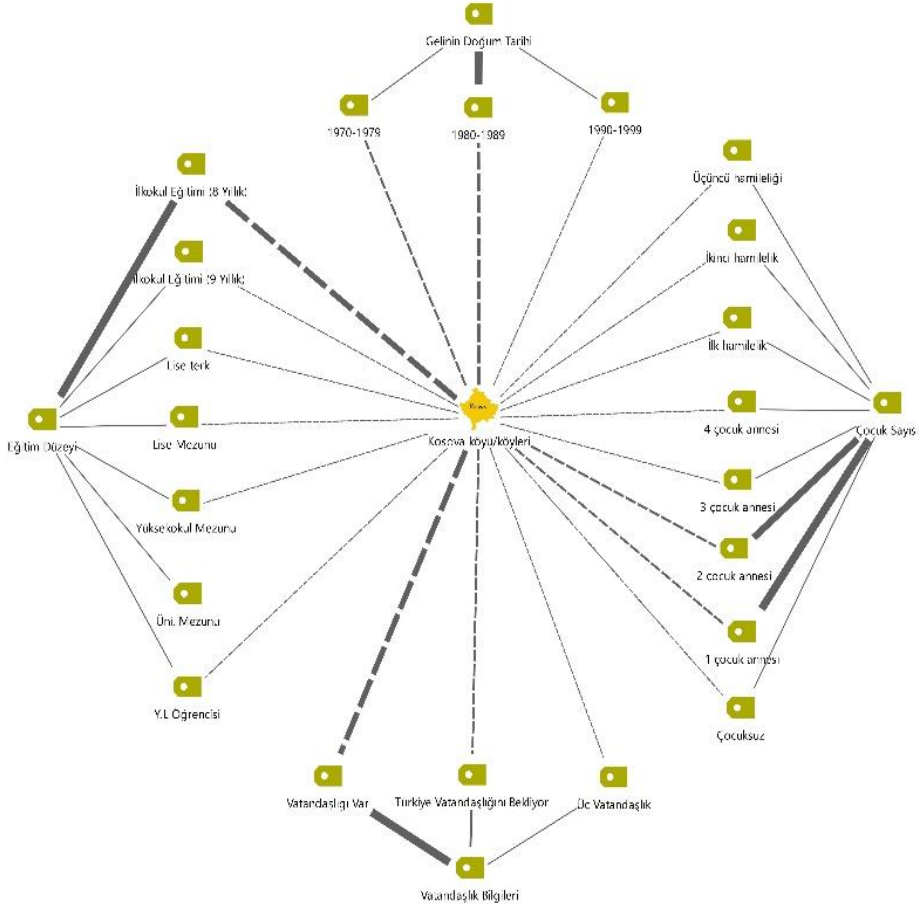 Gelinin Doğum Tarihi
1970-1979
1980-1989
1990-1999
İlkokul Eğitimi (8 Yıllık)
Üçüncü hamileliği
İlkokul Eğitimi (9 Yıllık)
İkinci hamilelik
Lise terk
İlk hamilelik
Eğitim Düzeyi
Lise Mezunu
Kosova köyü/köyleri
4 çocuk annesi
Çocuk Sayıs
3 çocuk annesi
Yüksekokul Mezunu
2 çocuk annesi
Üni. Mezunu
1 çocuk annesi
Y.L Öğrencisi
Çocuksuz
Vatandaşlığı Var
Türkiye Vatandaşlığını Bekliyor
Üç Vatandaşlık
Vatandaşlık Bilgileri